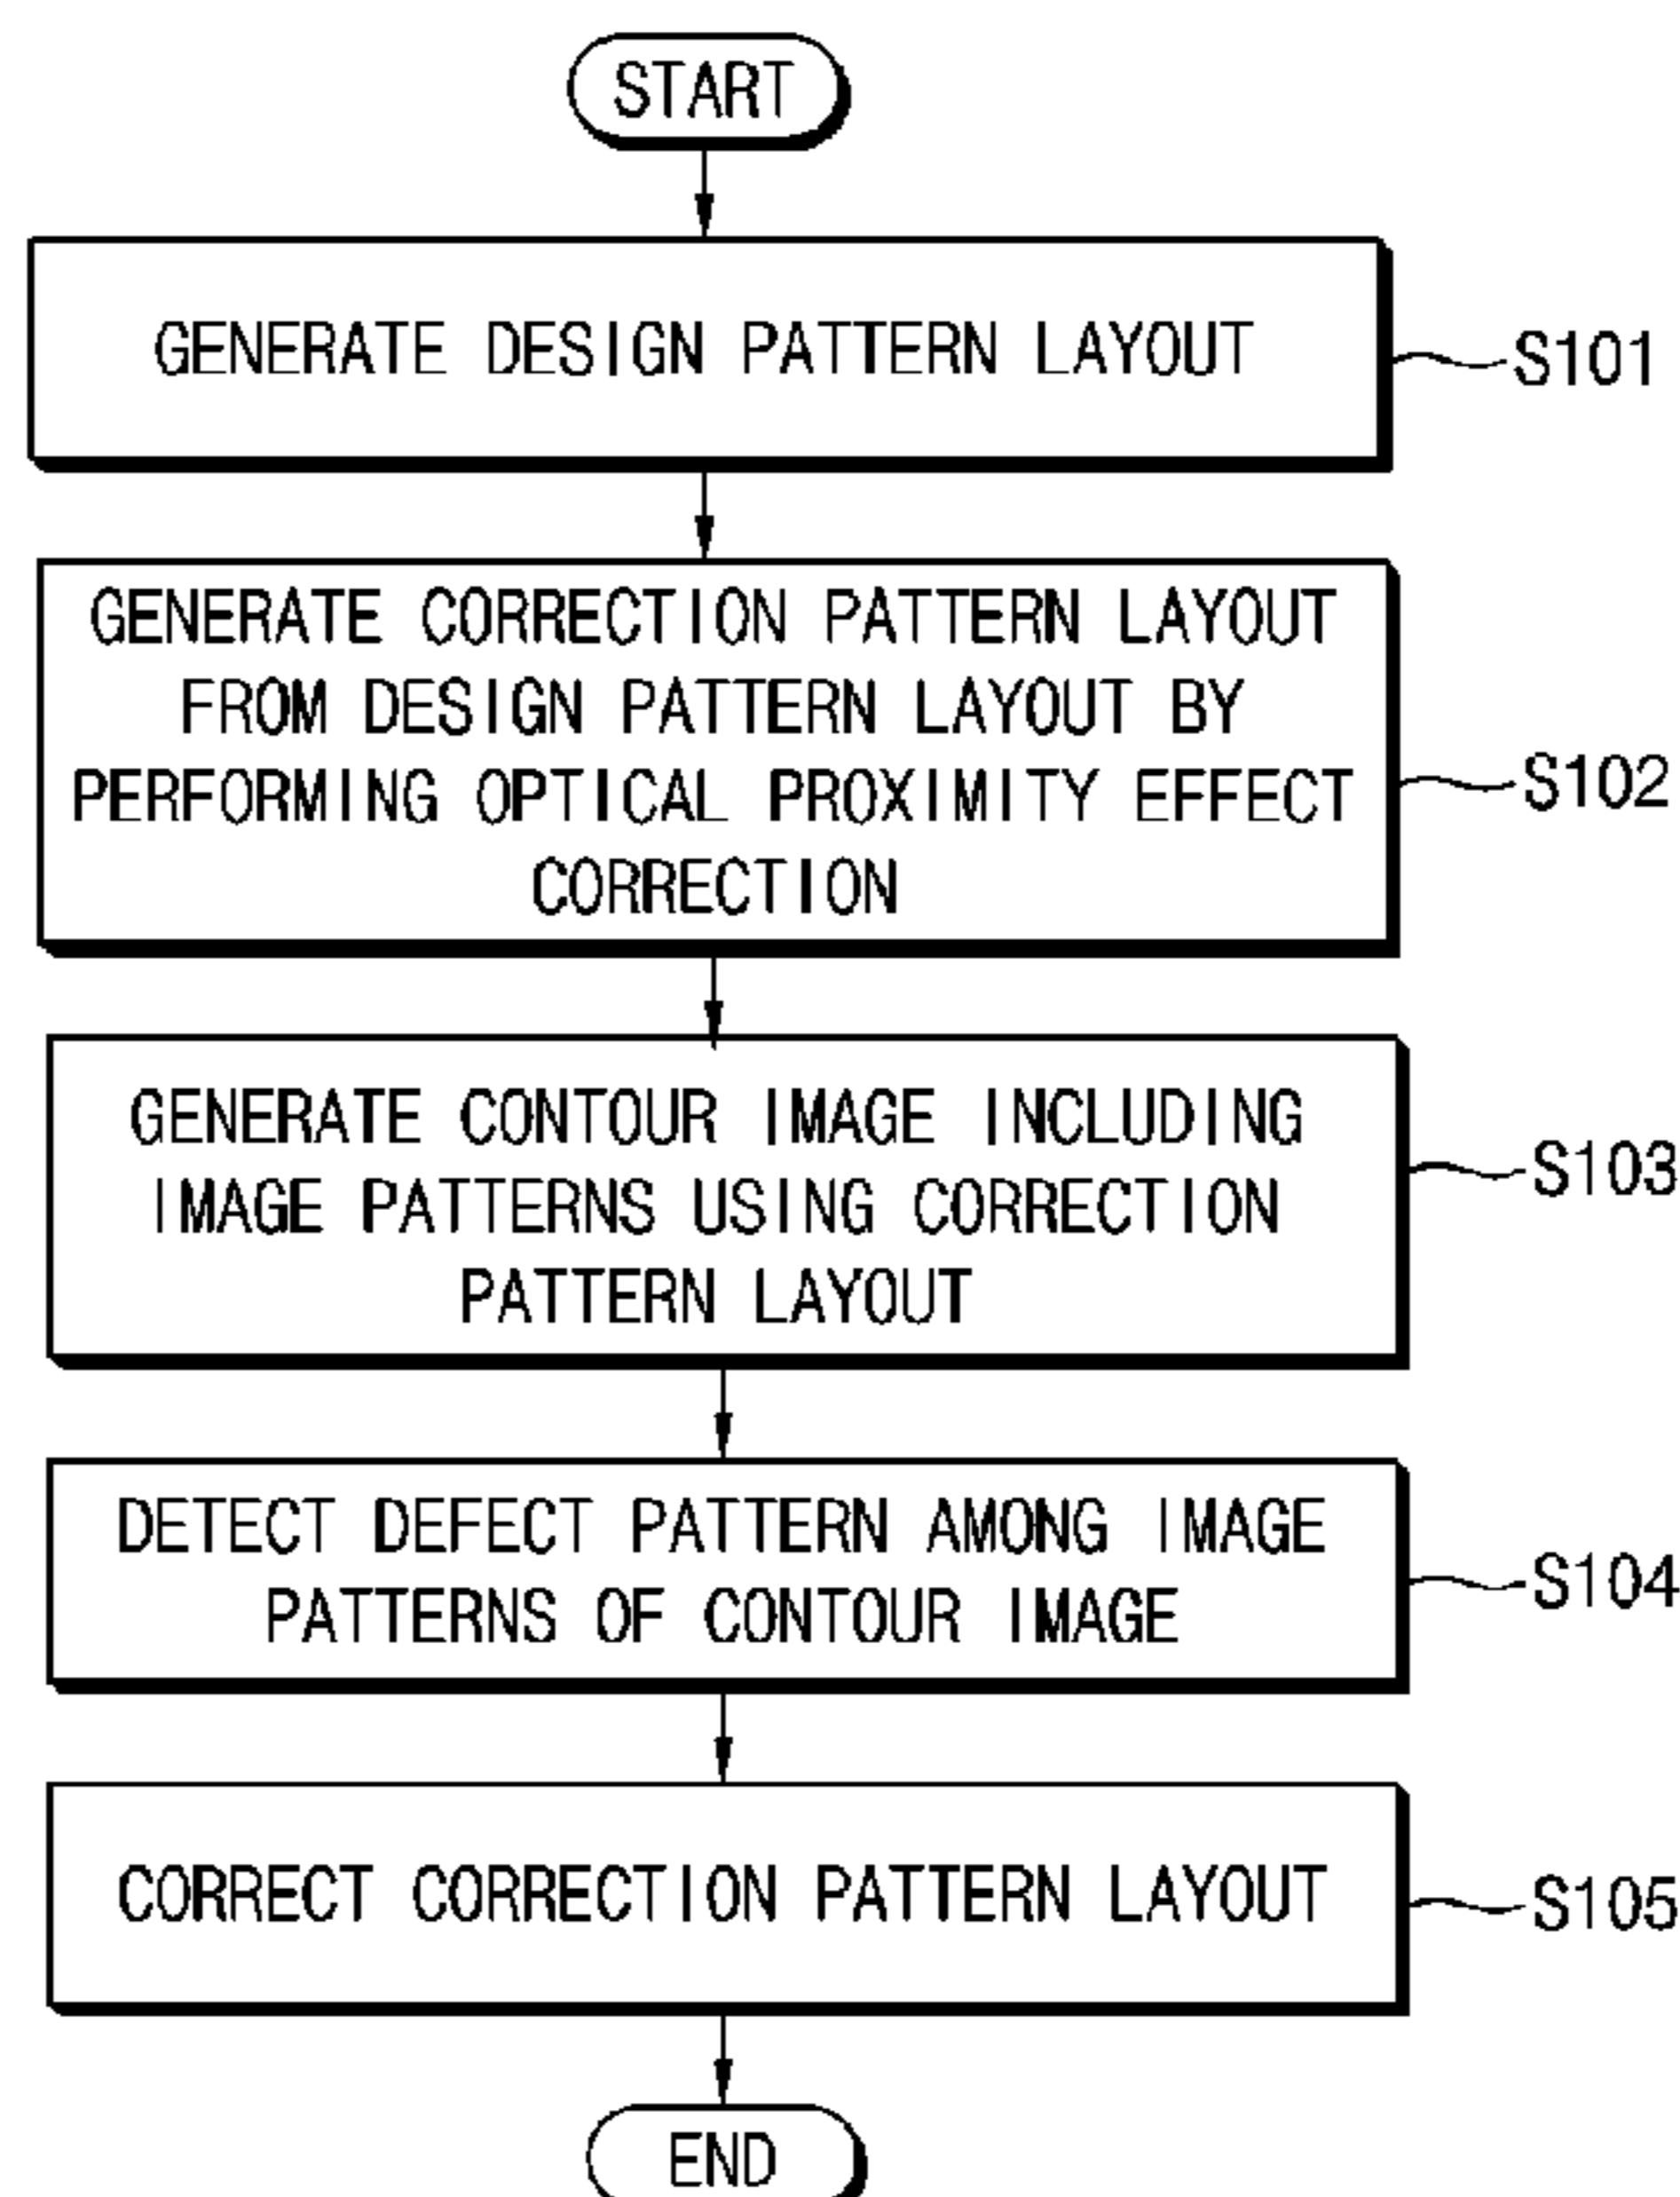 START
GENERATE DESIGN PATTERN LAYOUT
S101
GENERATE CORRECTION PATTERN LAYOUT
FROM DESIGN PATTERN LAYOUT BY
PERFORMING OPTICAL PROXIMITY EFFECT
CORRECTION
S102
GENERATE CONTOUR IMAGE INCLUDING
IMAGE PATTERNS USING CORRECTION
PATTERN LAYOUT
S103
DETECT DEFECT PATTERN AMONG IMAGE
PATTERNS OF CONTOUR IMAGE
S104
CORRECT CORRECTION PATTERN LAYOUT
S105
END